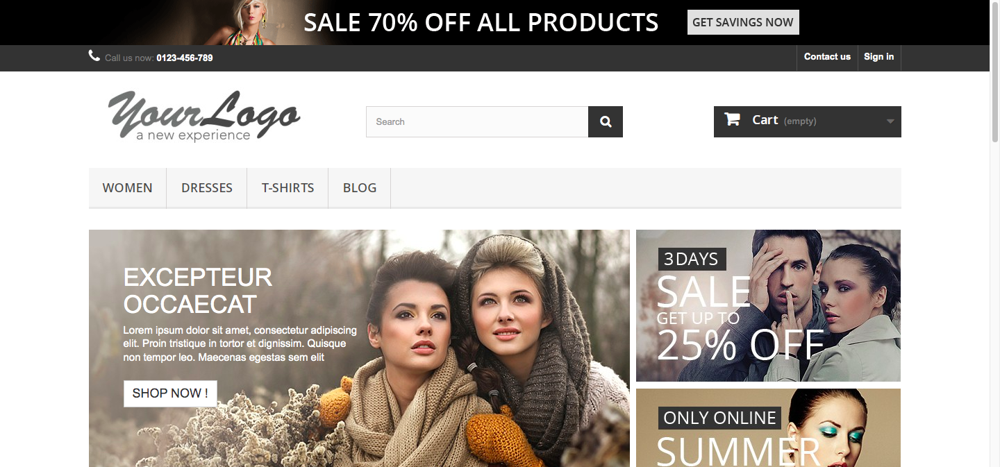 SALE 70% OFF ALL PRODUCTS
GET SAVINGS NOW
Call us now: 0123-456-789
Contact us
Sign in
YourLogo
a new experience
Search
Cart (empty)
WOMEN
DRESSES
T-SHIRTS
BLOG
EXCEPTEUR
OCCAECAT
Lorem ipsum dolor sit amet, consectetur adipiscing
elit. Proin tristique in tortor et dignissim. Quisque
non tempor leo. Maecenas egestas sem elit
SHOP NOW !
3DAYS
SALE
GET UP TO
25% OFF
ONLY ONLINE
SUMMER